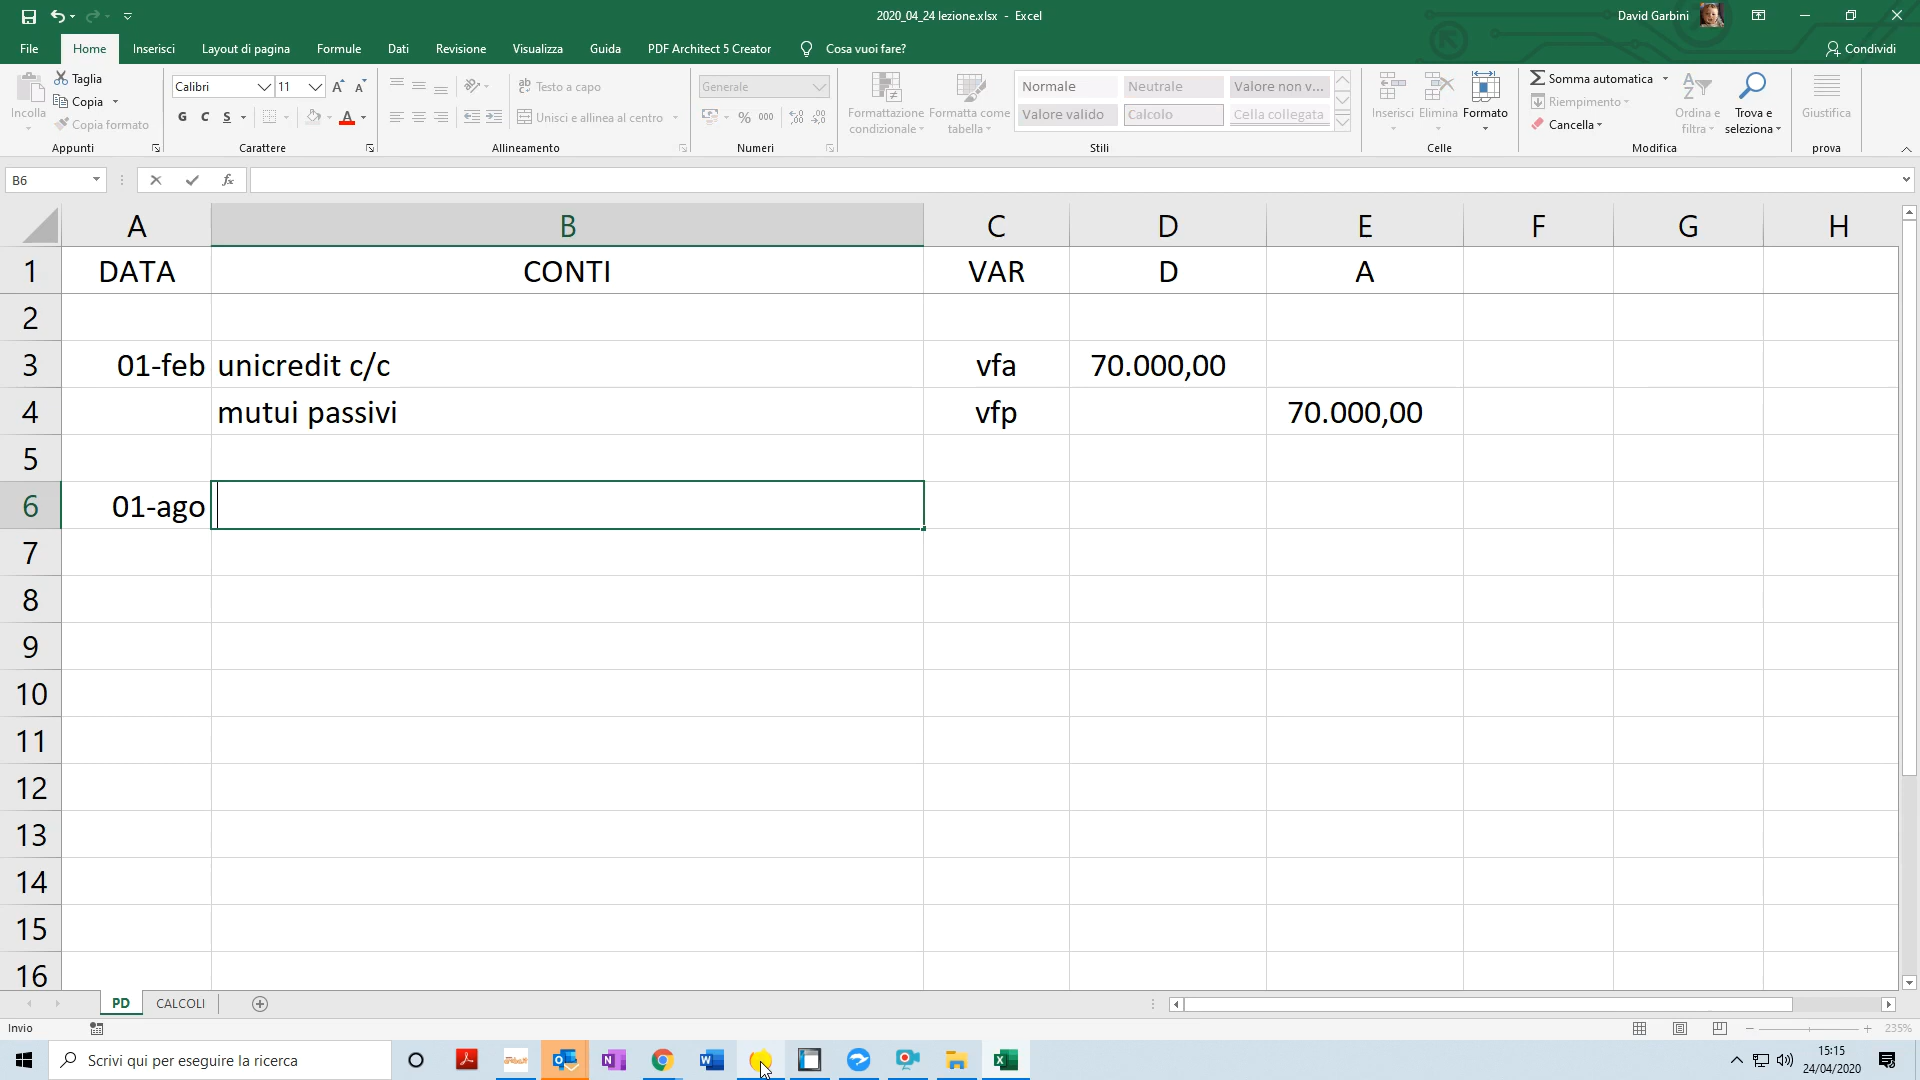 2020_04_24 lezione.xlsx - Excel
David Garbini
File Home Inserisci Layout di pagina Formule Dati Revisione Visualizza Guida PDF Architect 5 Creator Cosa vuoi fare? Condividi
Incolla
Taglia
Copia
Copia formato
Appunti
Calibri 11
G C S
Carattere
Testo a capo
Unisci e allinea al centro
Allineamento
Generale
% 000
Numeri
Formattazione condizionale
Formatta come tabella
Normale Neutrale Valore non v...
Valore valido Calcolo Cella collegata
Stili
Inserisci Elimina Formato
Celle
Somma automatica
Riempimento
Cancella
Ordina e filtra
Trova e seleziona
Modifica
Giustifica
prova
B6
fx
A B C D E F G H
1 DATA CONTI VAR D A
2
3 01-feb unicredit c/c vfa 70.000,00
4 mutui passivi vfp 70.000,00
5
6 01-ago
7
8
9
10
11
12
13
14
15
16
PD CALCOLI
Invio
235%
Scrivi qui per eseguire la ricerca
15:15
24/04/2020